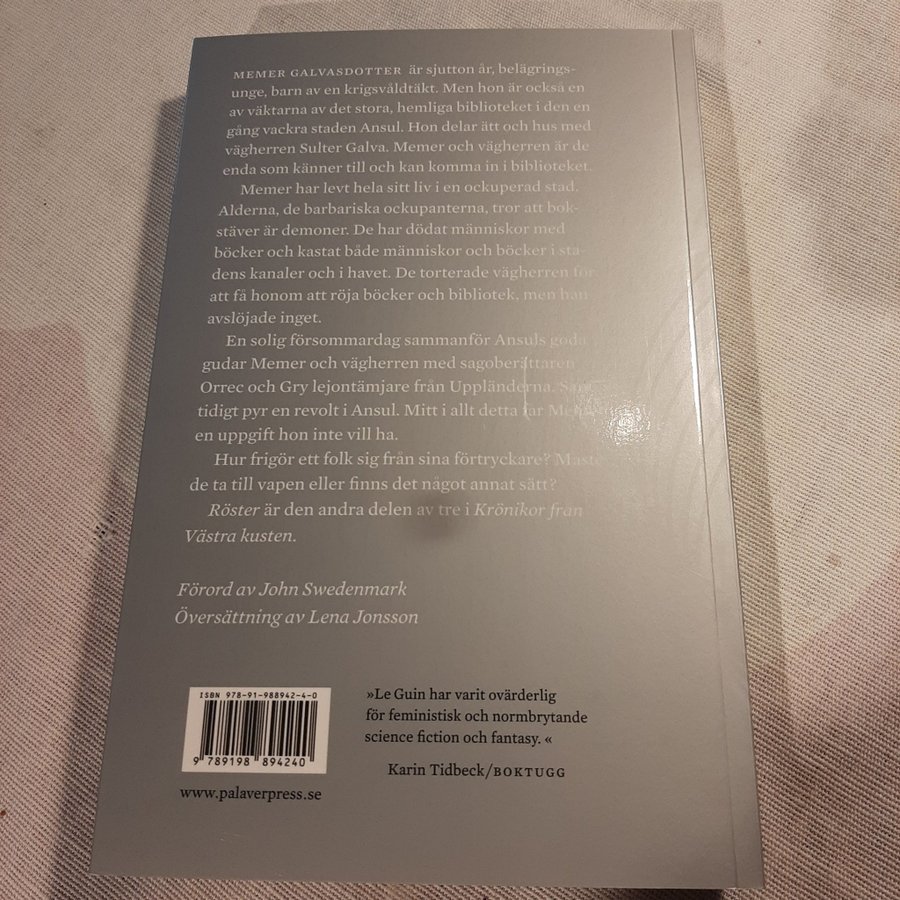 MEMER GALVASDOTTER är sjutton år, belägrings-
unge, barn av en krigsvåldtäkt. Men hon är också en
av väktarna av det stora, hemliga biblioteket i den en
gång vackra staden Ansul. Hon delar ätt och hus med
vägherren Sulter Galva. Memer och vägherren är de
enda som känner till och kan komma in i biblioteket.
Memer har levt hela sitt liv i en ockuperad stad.
Alderna, de barbariska ockupanterna, tror att bok-
stäver är demoner. De har dödat människor med
böcker och kastat både människor och böcker i sta-
dens kanaler och i havet. De torterade vägherren för
att få honom att röja böcker och bibliotek, men han
avslöjade inget.
En solig försommardag sammanför Ansuls goda
gudar Memer och vägherren med sagoberättaren
Orrec och Gry lejontämjare från Uppländerna.
tidigt pyr en revolt i Ansul. Mitt i allt detta får
en uppgift hon inte vill ha.
Hur frigör ett folk sig från sina förtryckare? Måste
de ta till vapen eller finns det något annat sätt?
Röster är den andra delen av tre i Krönikor från
Västra kusten.
Förord av John Swedenmark
Översättning av Lena Jonsson
ISBN 978-91-988942-4-0
9 789198 894240
www.palaverpress.se
»Le Guin har varit ovärderlig
för feministisk och normbrytande
science fiction och fantasy. «
Karin Tidbeck/BOKTUGG